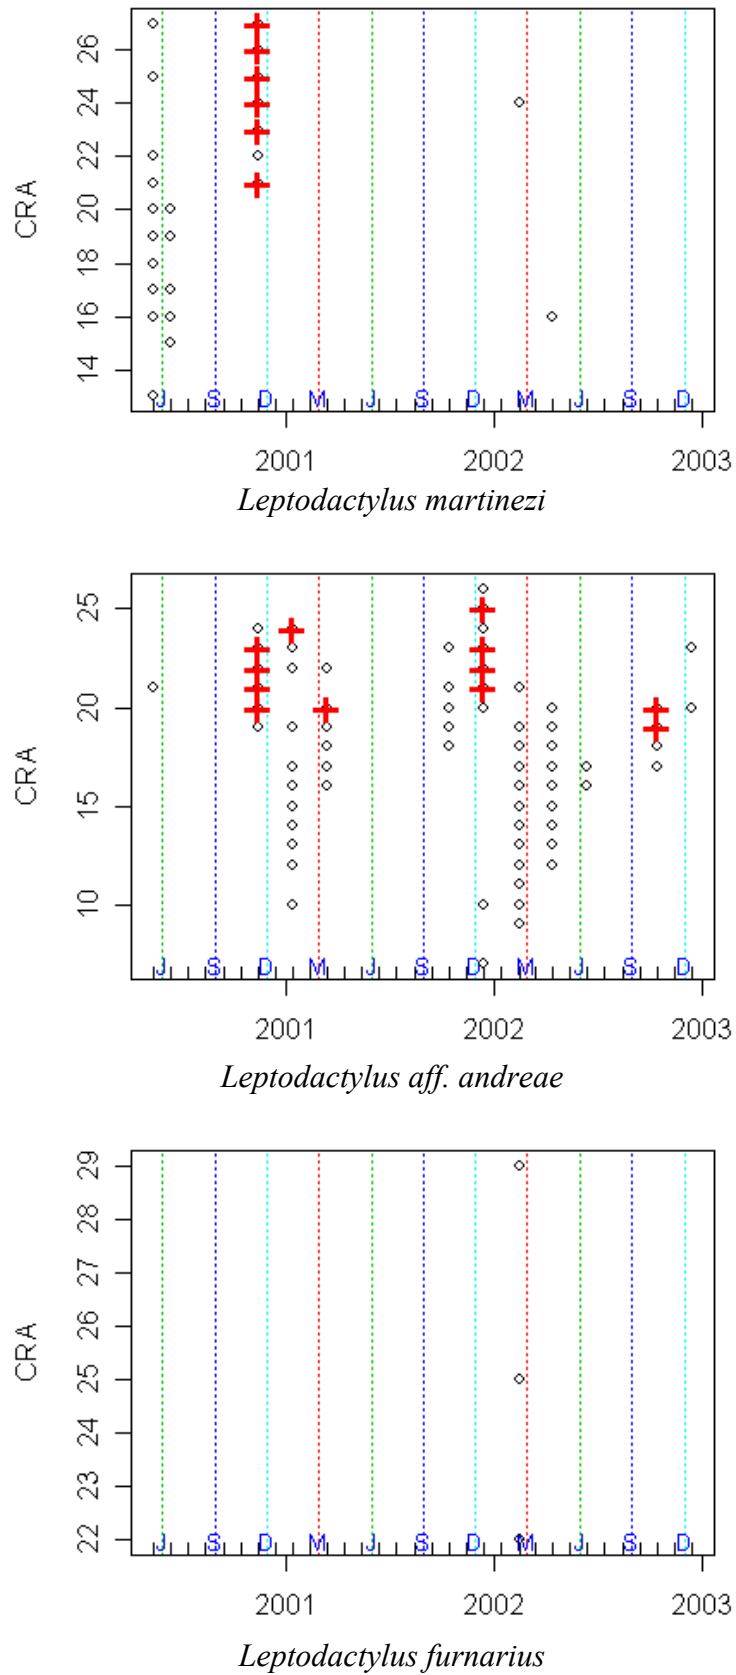 26
24
22
20
18
16
14
CRA
J S D M J S D M J S D
2001 2002 2003
Leptodactylus martinezi
25
20
15
10
CRA
J S D M J S D M J S D
2001 2002 2003
Leptodactylus aff. andreae
29
28
27
26
25
24
23
22
CRA
J S D M J S D M J S D
2001 2002 2003
Leptodactylus furnarius